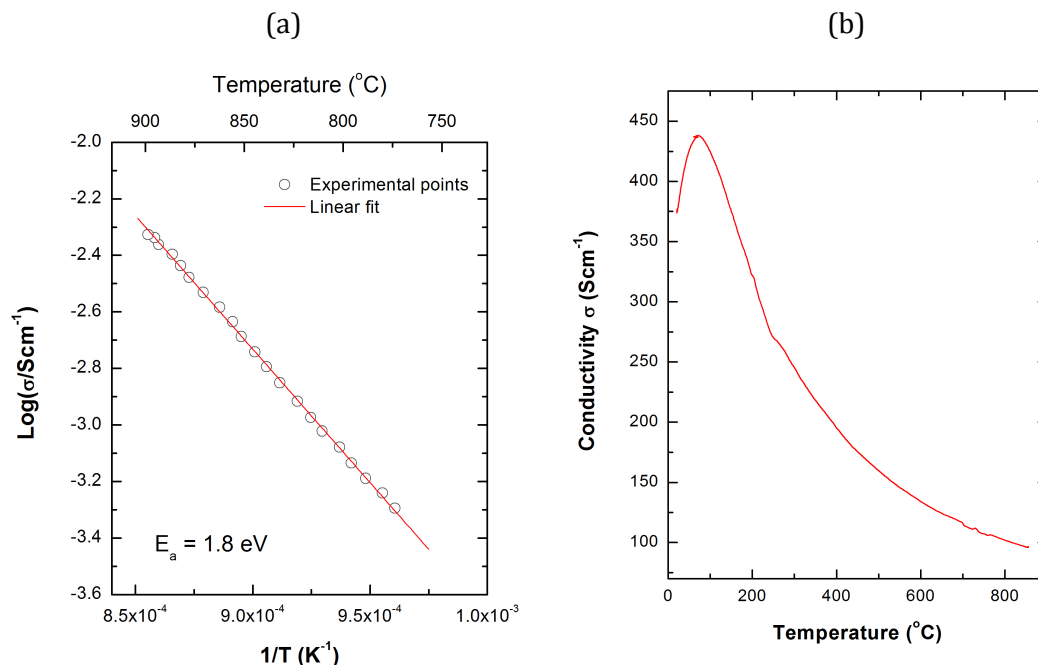 (a)
Temperature (°C)
900 850 800 750
-2.0
-2.2
-2.4
-2.6
-2.8
-3.0
-3.2
-3.4
-3.6
Log(σ/Scm⁻¹)
Experimental points
Linear fit
Eₐ = 1.8 eV
8.5x10⁻⁴ 9.0x10⁻⁴ 9.5x10⁻⁴ 1.0x10⁻³
1/T (K⁻¹)
(b)
450
400
350
300
250
200
150
100
Conductivity σ (Scm⁻¹)
0 200 400 600 800
Temperature (°C)